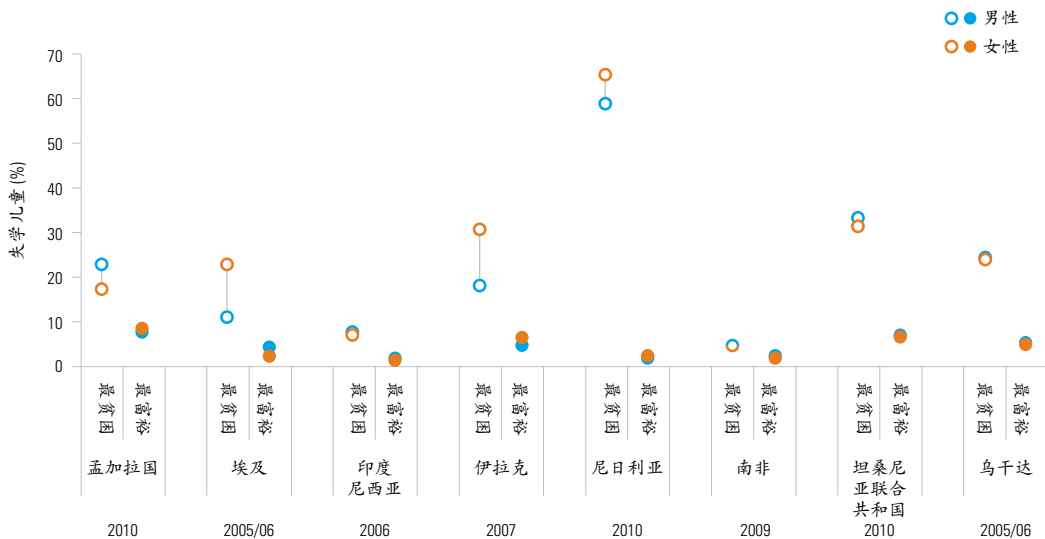 男性
女性
失学儿童 (%)
70
60
50
40
30
20
10
0
最贫困
最富裕
最贫困
最富裕
最贫困
最富裕
最贫困
最富裕
最贫困
最富裕
最贫困
最富裕
最贫困
最富裕
最贫困
最富裕
孟加拉国
埃及
印度
尼西亚
伊拉克
尼日利亚
南非
坦桑尼
亚联合
共和国
乌干达
2010
2005/06
2006
2007
2010
2009
2010
2005/06